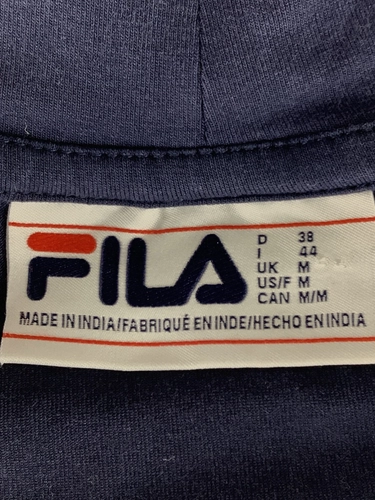 FILA
D 38
I 44
UK M
US/F M
CAN M/M
MADE IN INDIA/FABRIQUÉ EN INDE/HECHO EN INDIA